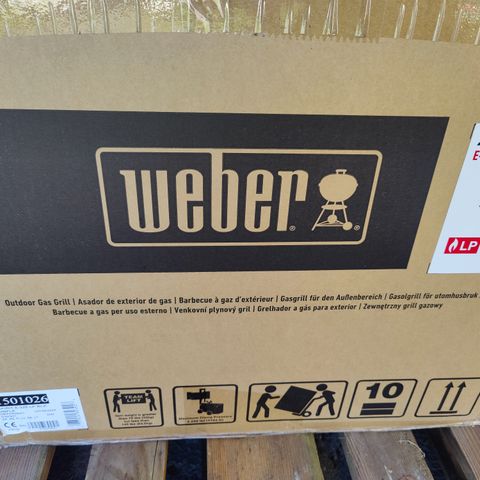 weber
Outdoor Gas Grill | Asador de exterior de gas | Barbecue à gaz d'extérieur | Gasgrill für den Außenbereich | Gasolgrill för utomhusbruk
Barbecue a gas per uso esterno | Venkovní plynový gril | Grelhador a gás para exterior | Zewnętrzny grill gazowy
LP
501026
TEAM
LIFT
10